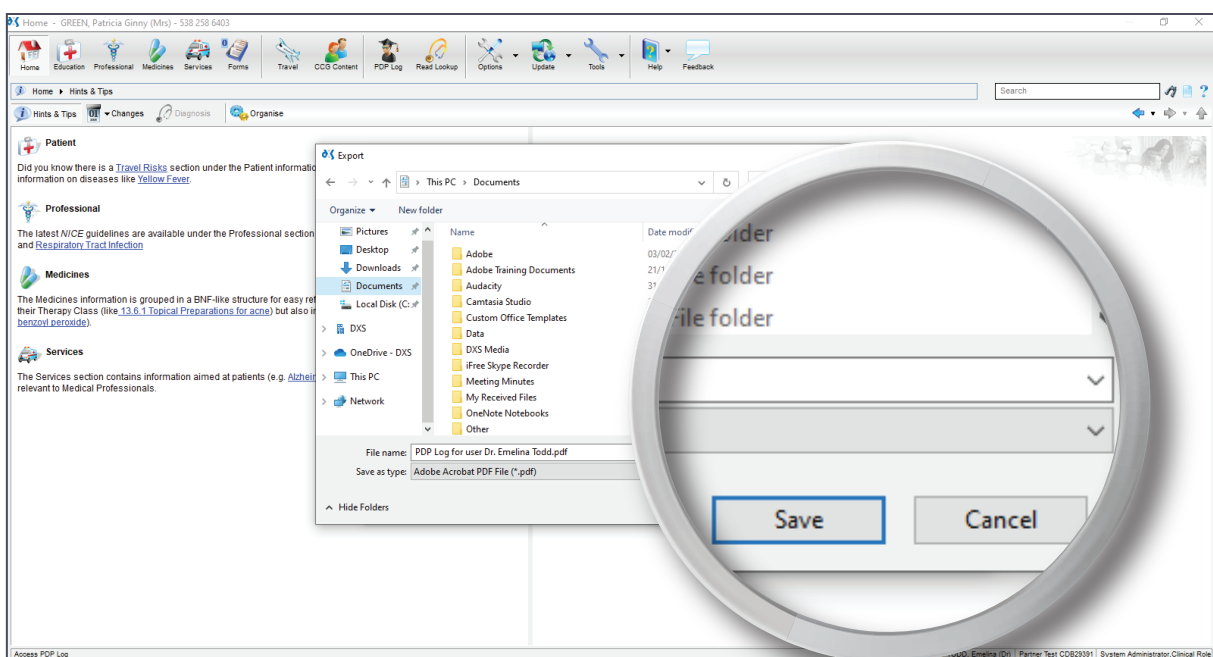 Home - GREEN, Patricia Ginny (Mrs) - 538 258 6403
Home Education Professional Medicines Services Forms Travel CCG Content PDP Log Read Lookup Options Update Tools Help Feedback
Home Hints & Tips Search
Hints & Tips Changes Diagnosis Organise
Patient
Did you know there is a Travel Risks section under the Patient
information on diseases like Yellow Fever.
Professional
The latest N/CE guidelines are available under the Professional section
and Respiratory Tract Infection
Medicines
The Medicines information is grouped in a BNF-like structure for easy
their Therapy Class (like 13.6.1 Topical Preparations for acne) but also
benzoyl peroxide).
Services
The Services section contains information aimed at patients (e.g.
relevant to Medical Professionals.
Export
This PC > Documents
Organize New folder
Name Date
Pictures
Desktop
Downloads
Documents
Local Disk (C:
DXS
OneDrive - DXS
This PC
Network
Adobe 03/02/
Adobe Training Documents 21/1
Audacity 31
Camtasia Studio
Custom Office Templates
Data
DXS Media
iFree Skype Recorder
Meeting Minutes
My Received Files
OneNote Notebooks
Other
File name: PDP Log for user Dr. Emelina Todd.pdf
Save as type: Adobe Acrobat PDF File (*.pdf)
Hide Folders
folder
File folder
Save Cancel
Access PDP Log
Emelina (Dr) Partner Test CDB29391 System Administrator,Clinical Role